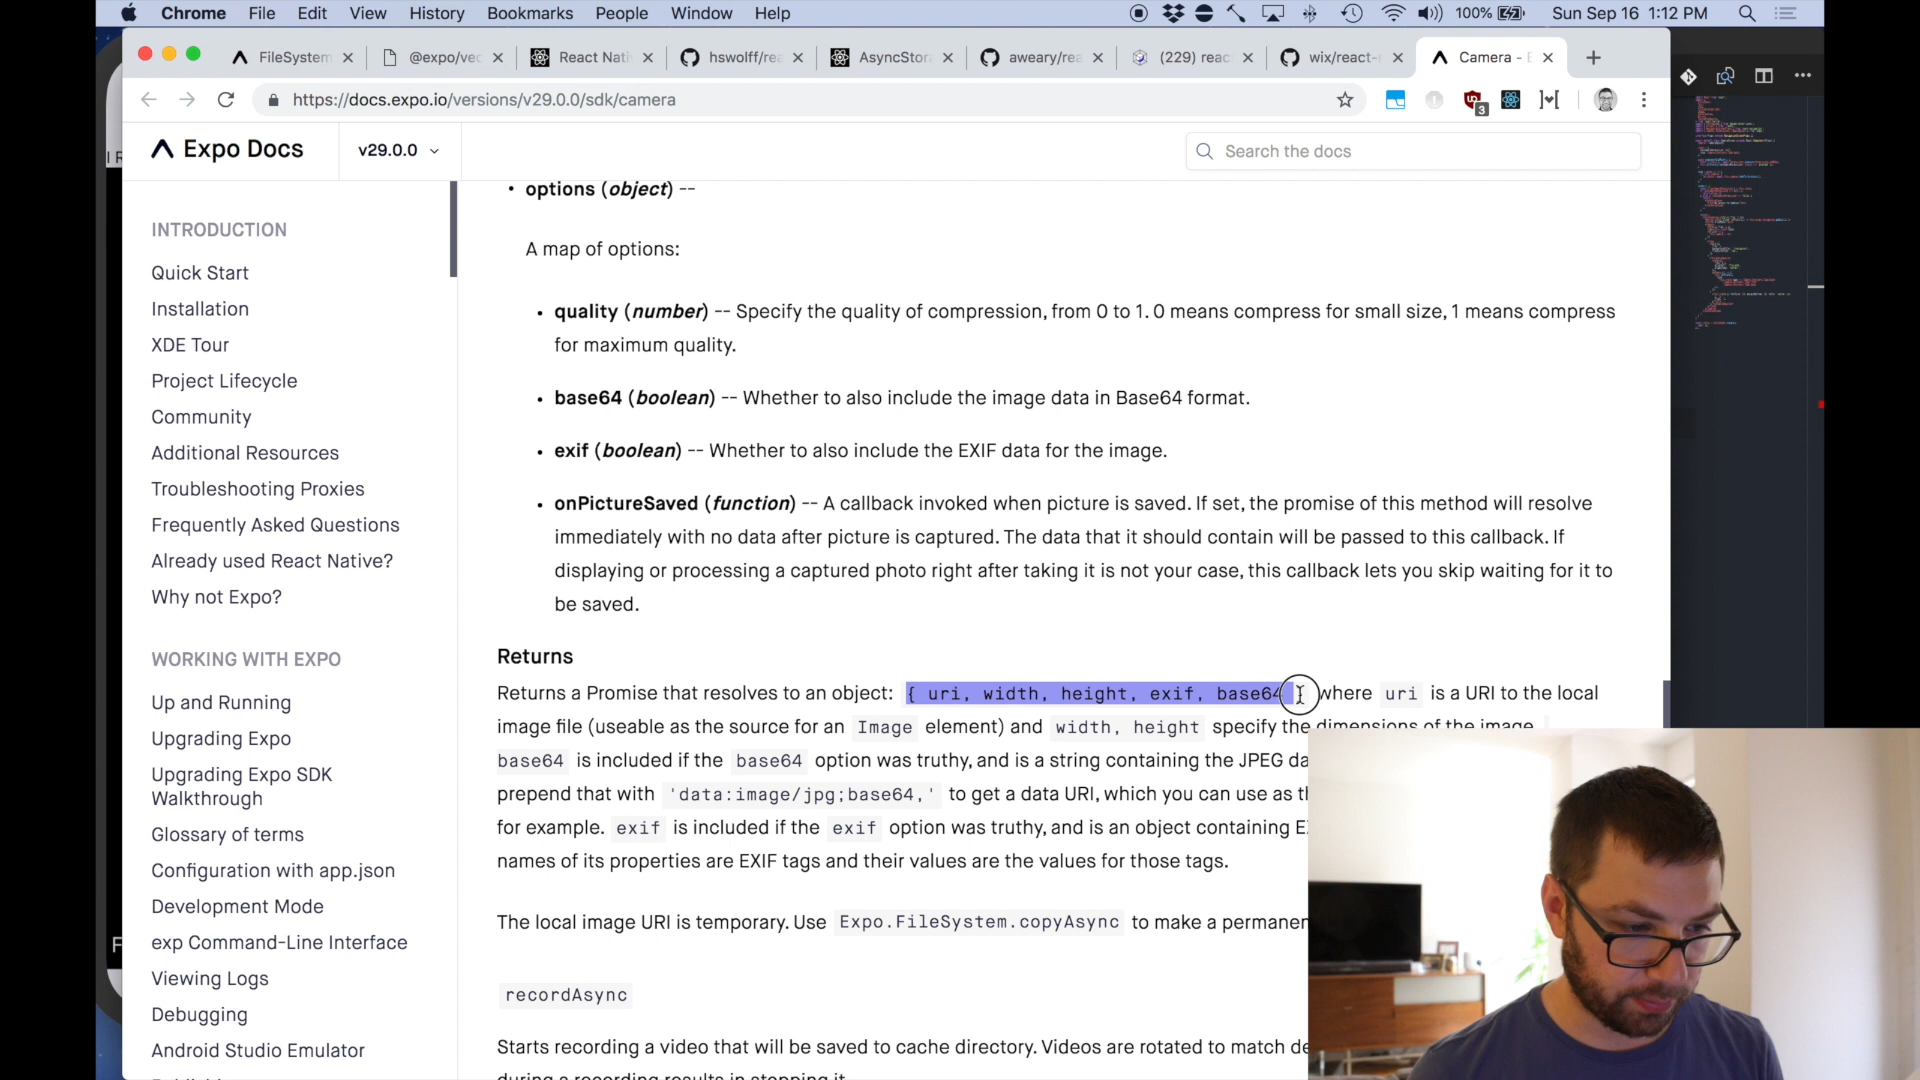 Chrome File Edit View History Bookmarks People Window Help 100% Sun Sep 16 1:12 PM
FileSystem @expo/vec React Nati hswolff/rea AsyncStor aweary/rea (229) reac wix/react- Camera - E
https://docs.expo.io/versions/v29.0.0/sdk/camera 3
Expo Docs v29.0.0 Search the docs
INTRODUCTION
Quick Start
Installation
XDE Tour
Project Lifecycle
Community
Additional Resources
Troubleshooting Proxies
Frequently Asked Questions
Already used React Native?
Why not Expo?
WORKING WITH EXPO
Up and Running
Upgrading Expo
Upgrading Expo SDK
Walkthrough
Glossary of terms
Configuration with app.json
Development Mode
exp Command-Line Interface
Viewing Logs
Debugging
Android Studio Emulator
• options (object) --
A map of options:
• quality (number) -- Specify the quality of compression, from 0 to 1. 0 means compress for small size, 1 means compress
for maximum quality.
• base64 (boolean) -- Whether to also include the image data in Base64 format.
• exif (boolean) -- Whether to also include the EXIF data for the image.
• onPictureSaved (function) -- A callback invoked when picture is saved. If set, the promise of this method will resolve
immediately with no data after picture is captured. The data that it should contain will be passed to this callback. If
displaying or processing a captured photo right after taking it is not your case, this callback lets you skip waiting for it to
be saved.
Returns
Returns a Promise that resolves to an object: { uri, width, height, exif, base64 where uri is a URI to the local
image file (useable as the source for an Image element) and width, height specify the dimensions of the image.
base64 is included if the base64 option was truthy, and is a string containing the JPEG da
prepend that with 'data:image/jpg;base64,' to get a data URI, which you can use as th
for example. exif is included if the exif option was truthy, and is an object containing E
names of its properties are EXIF tags and their values are the values for those tags.
The local image URI is temporary. Use Expo.FileSystem.copyAsync to make a permanen
recordAsync
Starts recording a video that will be saved to cache directory. Videos are rotated to match de
during a recording results in stopping it.